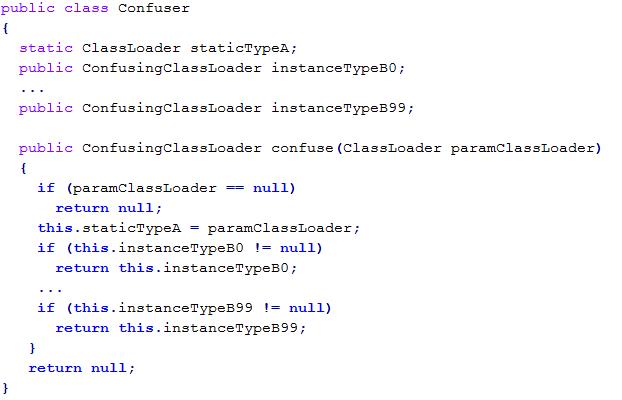 public class Confuser
{
static ClassLoader staticTypeA;
public ConfusingClassLoader instanceTypeB0;
...
public ConfusingClassLoader instanceTypeB99;
public ConfusingClassLoader confuse(ClassLoader paramClassLoader)
{
if (paramClassLoader == null)
return null;
this.staticTypeA = paramClassLoader;
if (this.instanceTypeB0 != null)
return this.instanceTypeB0;
...
if (this.instanceTypeB99 != null)
return this.instanceTypeB99;
}
return null;
}